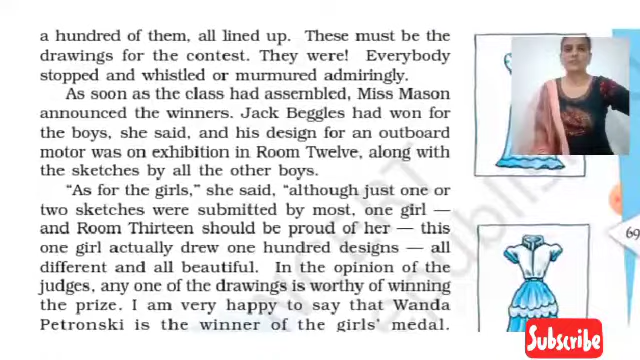 a hundred of them, all lined up. These must be the
drawings for the contest. They were! Everybody
stopped and whistled or murmured admiringly.
As soon as the class had assembled, Miss Mason
announced the winners. Jack Beggles had won for
the boys, she said, and his design for an outboard
motor was on exhibition in Room Twelve, along with
the sketches by all the other boys.
“As for the girls,” she said, “although just one or
two sketches were submitted by most, one girl —
and Room Thirteen should be proud of her — this
one girl actually drew one hundred designs — all
different and all beautiful. In the opinion of the
judges, any one of the drawings is worthy of winning
the prize. I am very happy to say that Wanda
Petronski is the winner of the girls’ medal.
69
Subscribe